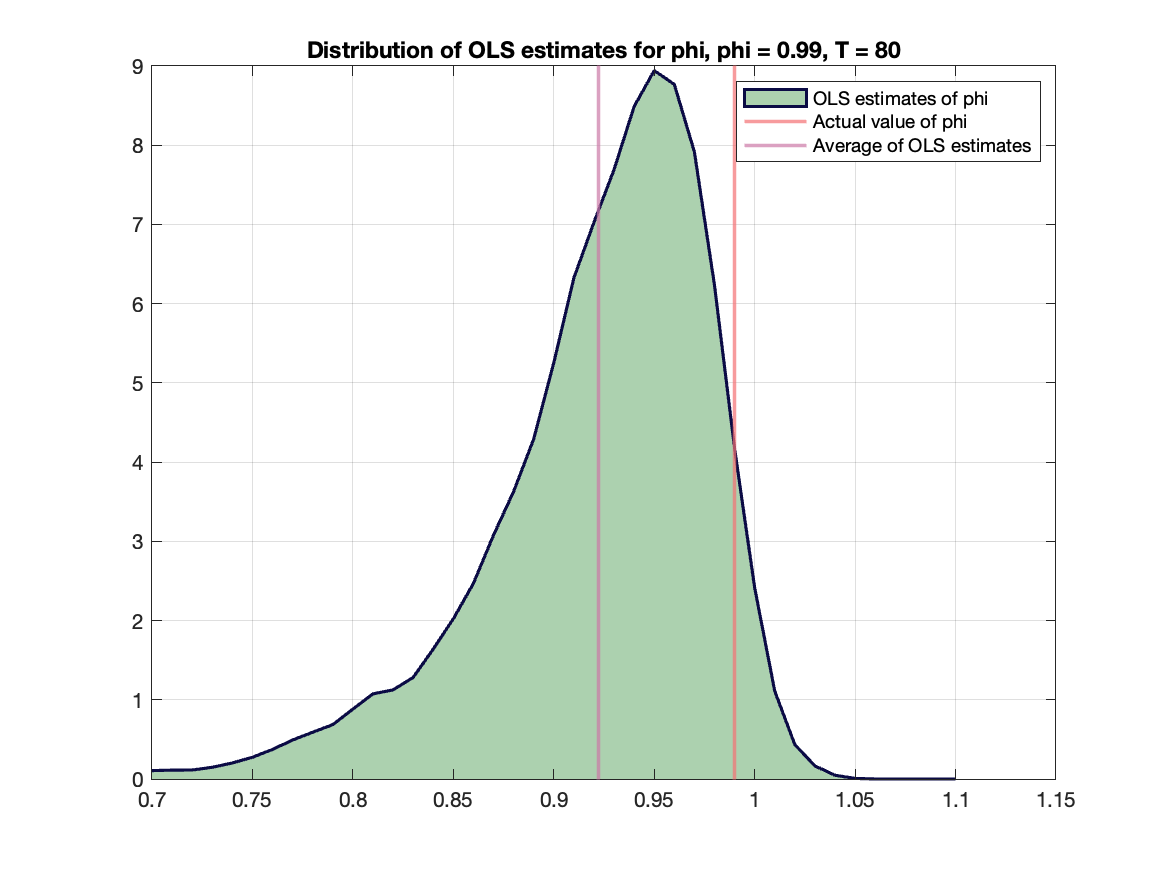 Distribution of OLS estimates for phi, phi = 0.99, T = 80
OLS estimates of phi
Actual value of phi
Average of OLS estimates
9
8
7
6
5
4
3
2
1
0
0.7 0.75 0.8 0.85 0.9 0.95 1 1.05 1.1 1.15